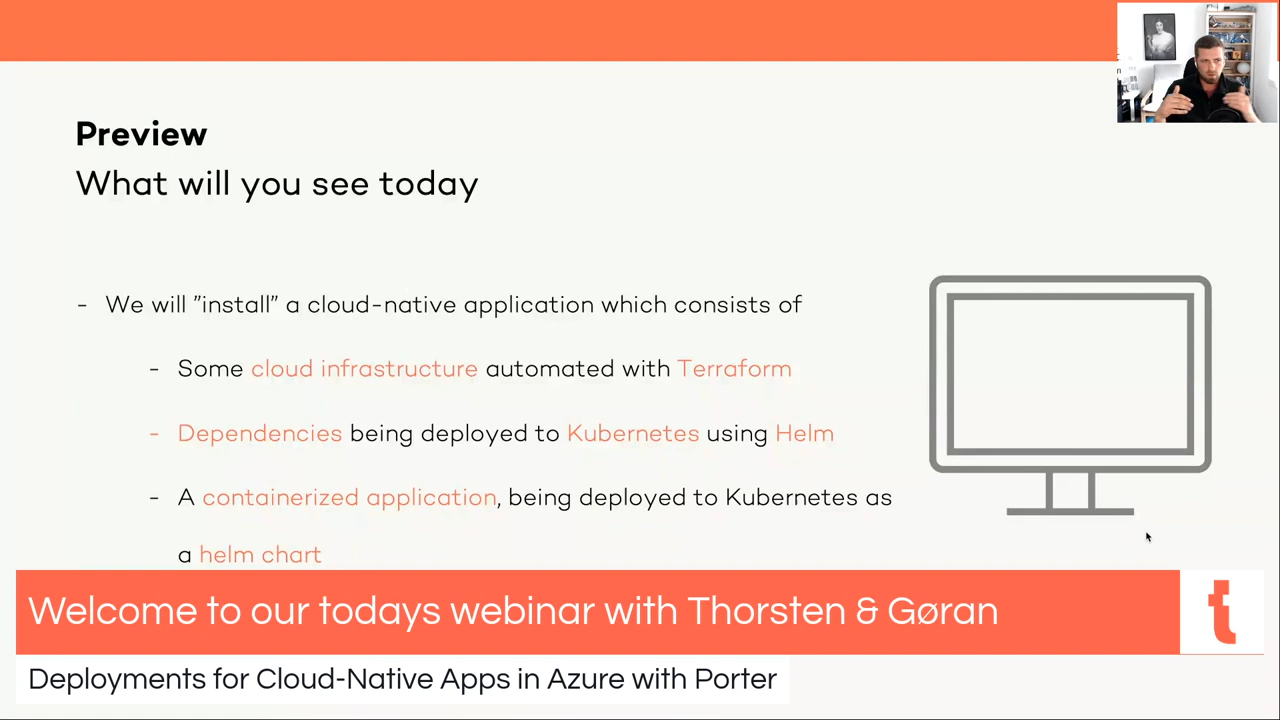 Preview
What will you see today
- We will ”install” a cloud-native application which consists of
- Some cloud infrastructure automated with Terraform
- Dependencies being deployed to Kubernetes using Helm
- A containerized application, being deployed to Kubernetes as
a helm chart
Welcome to our todays webinar with Thorsten & Gøran
t
Deployments for Cloud-Native Apps in Azure with Porter